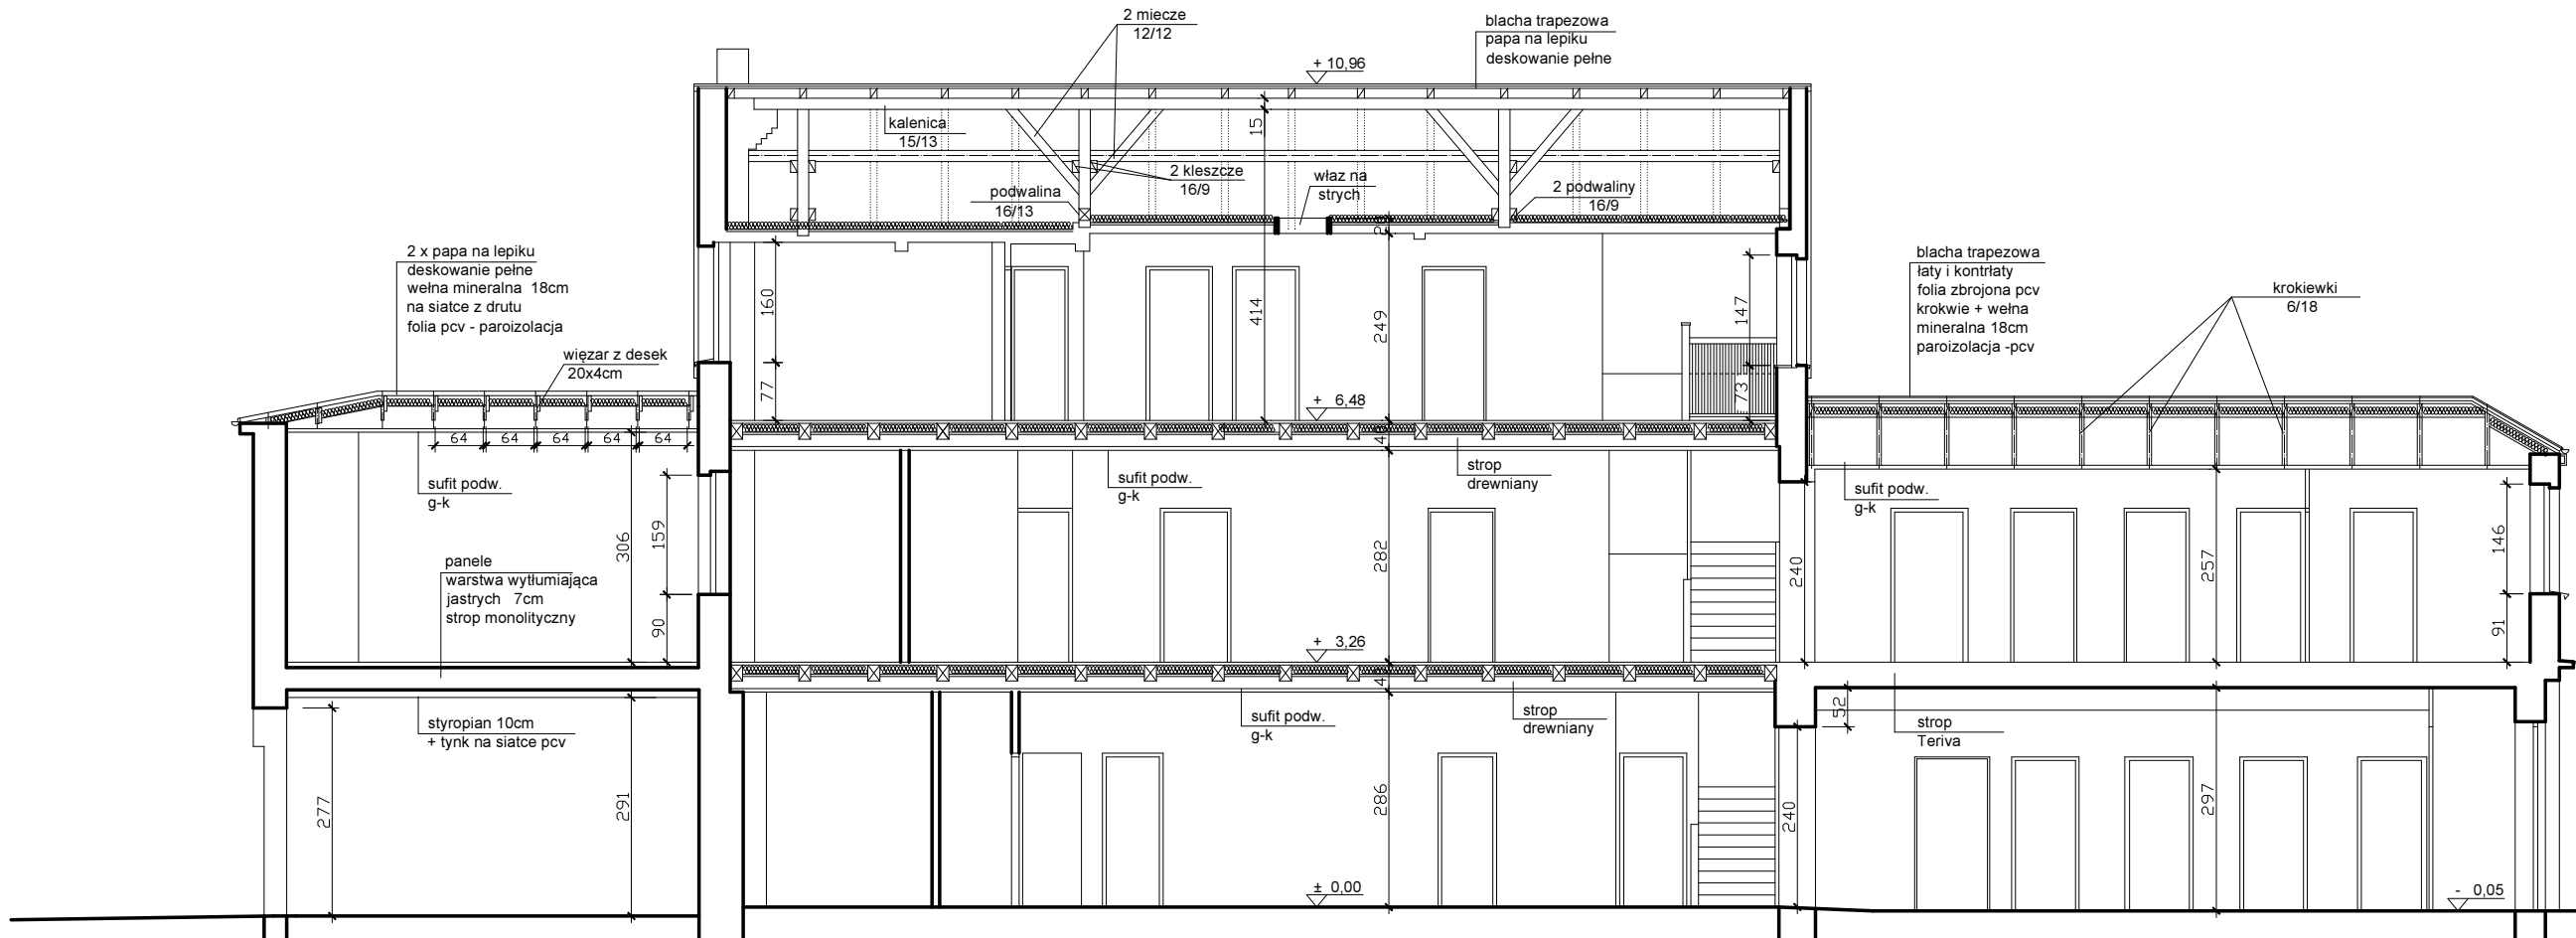 2 miecze
12/12
blacha trapezowa
papa na lepiku
deskowanie pełne
+ 10,96
kalenica
15/13
15
2 kleszcze
16/9
właz na
strych
podwalina
16/13
2 podwaliny
16/9
2 x papa na lepiku
deskowanie pełne
wełna mineralna 18cm
na siatce z drutu
folia pcv - paroizolacja
więzar z desek
20x4cm
blacha trapezowa
łaty i kontrłaty
folia zbrojona pcv
krokwie + wełna
mineralna 18cm
paroizolacja -pcv
krokiewki
6/18
160
77
414
249
147
73
+ 6,48
64
64
64
64
64
40
sufit podw.
g-k
sufit podw.
g-k
strop
drewniany
sufit podw.
g-k
306
159
90
282
240
257
146
91
panele
warstwa wytłumiająca
jastrych 7cm
strop monolityczny
+ 3,26
styropian 10cm
+ tynk na siatce pcv
sufit podw.
g-k
strop
drewniany
52
strop
Teriva
277
291
286
240
297
± 0,00
- 0,05